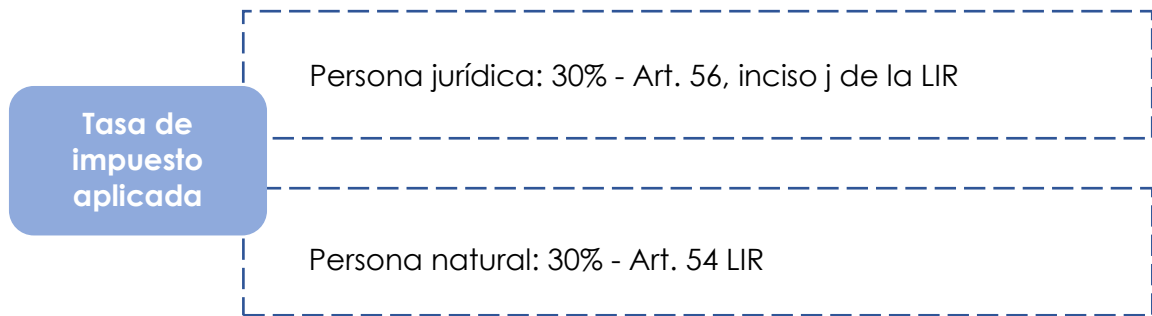 Persona jurídica: 30% - Art. 56, inciso j de la LIR
Tasa de
impuesto
aplicada
Persona natural: 30% - Art. 54 LIR